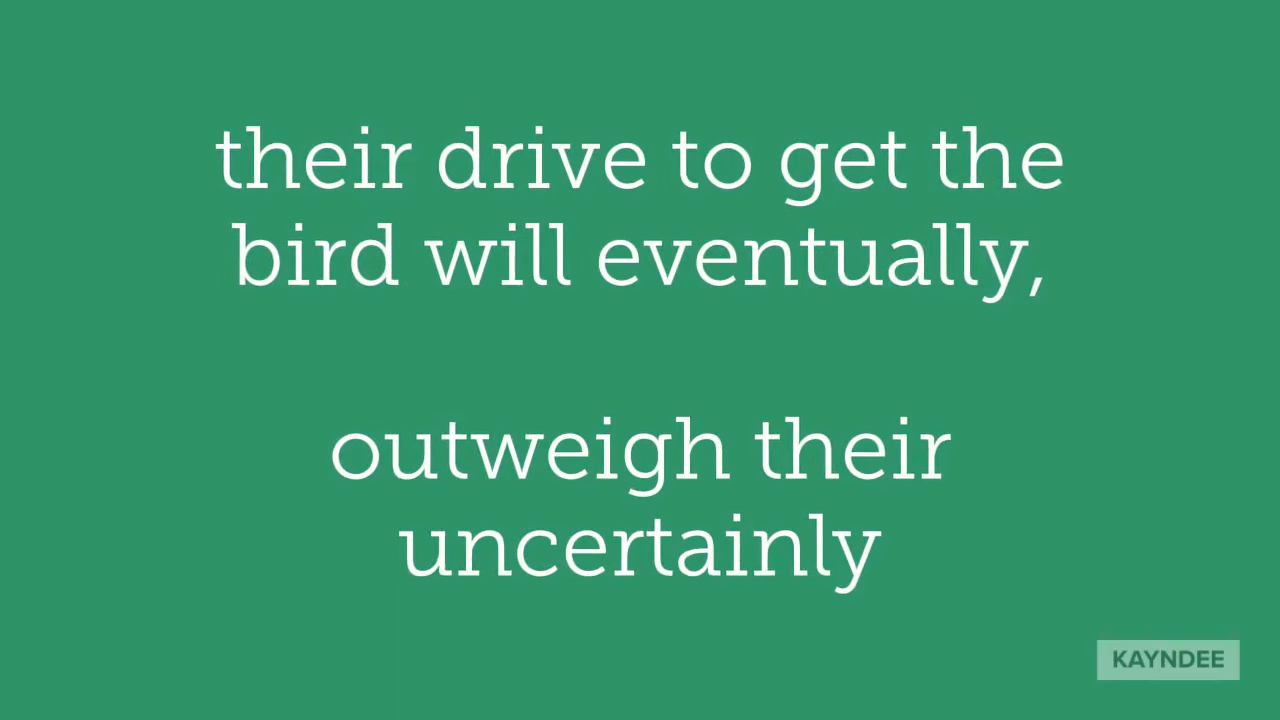 their drive to get the
bird will eventually,
outweigh their
uncertainly
KAYNDEE